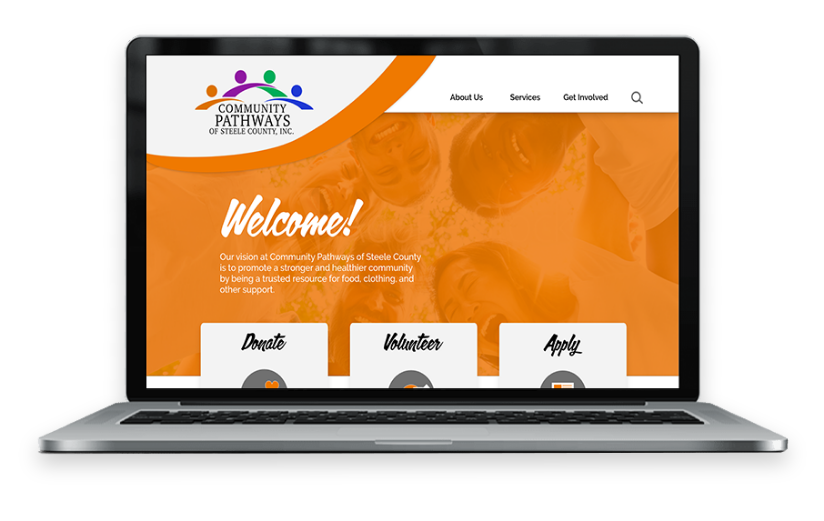 COMMUNITY
PATHWAYS
OF STEELE COUNTY, INC.
About Us
Services
Get Involved
Welcome!
Our vision at Community Pathways of Steele County
is to promote a stronger and healthier community
by being a trusted resource for food, clothing, and
other support.
Donate
Volunteer
Apply